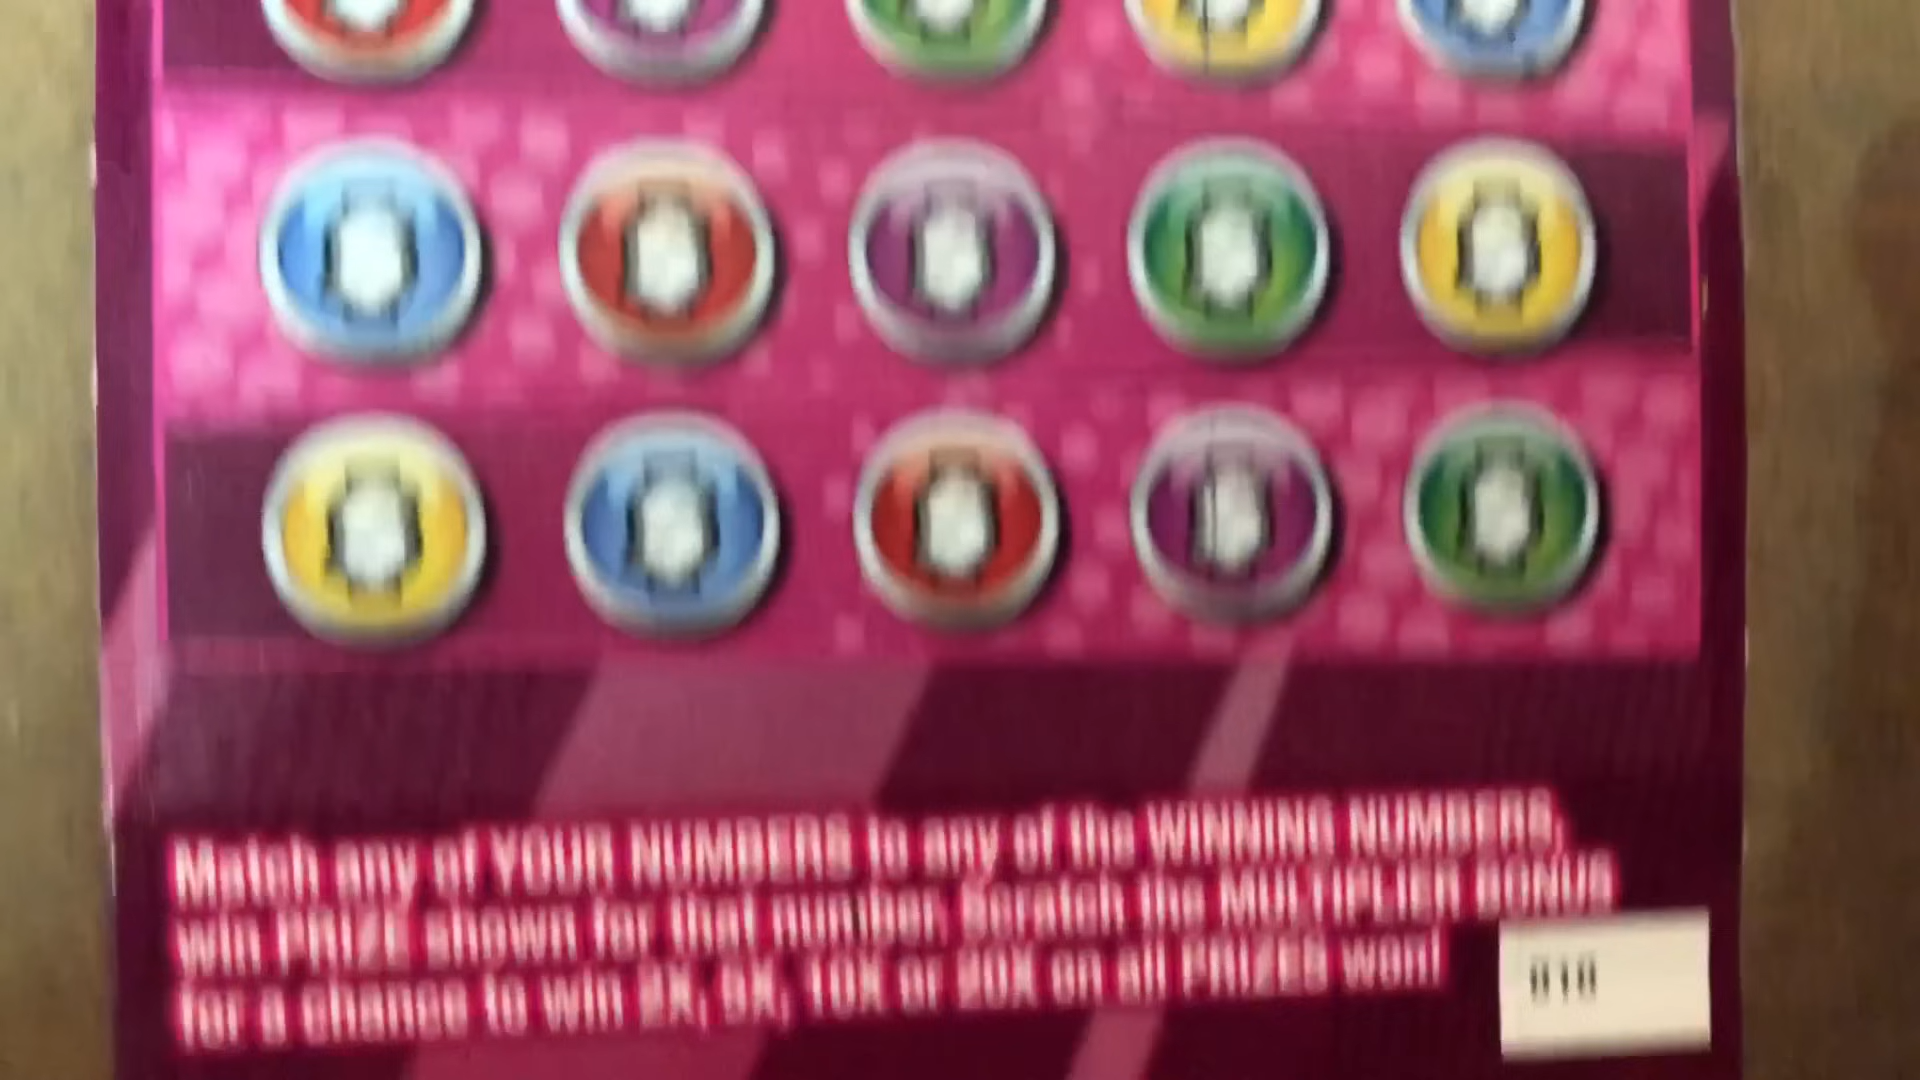 Match any of YOUR NUMBERS to any of the WINNING NUMBERS,
win PRIZE shown for that number. Scratch the MULTIPLIER BONUS
for a chance to win 2X, 5X, 10X or 20X on all PRIZES won!